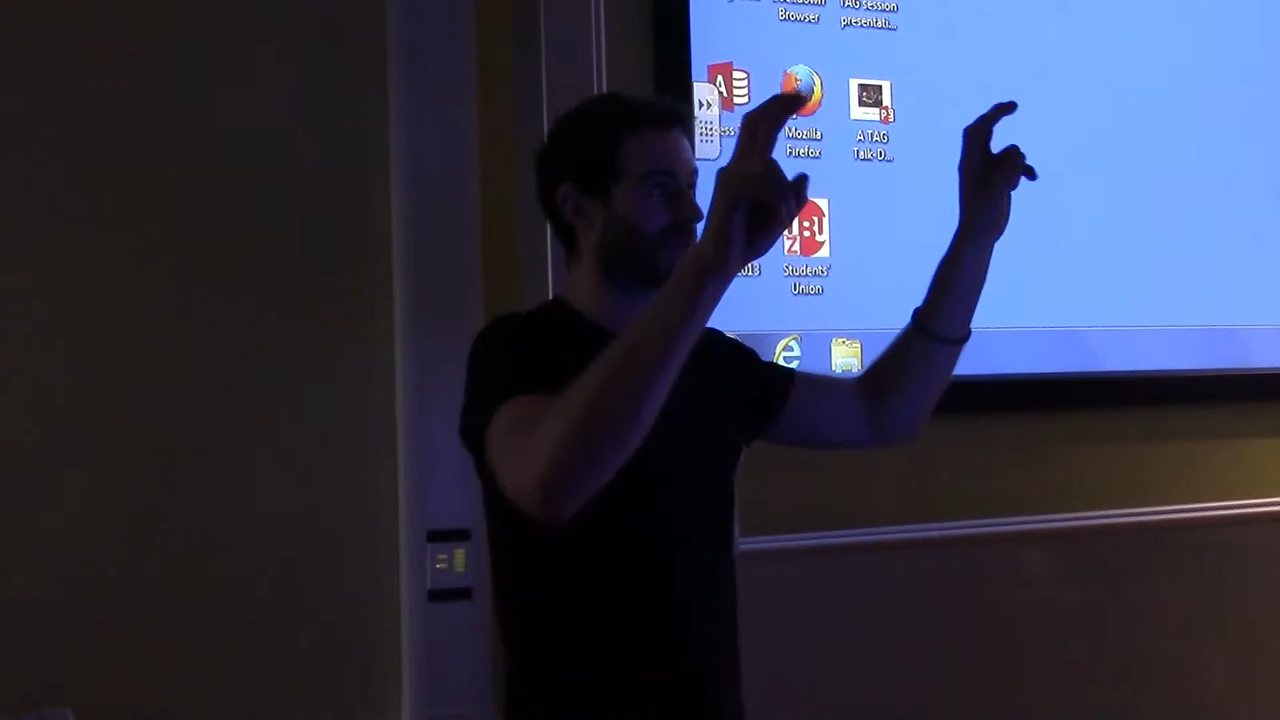 Browser
TAG session
presentati...
Mozilla
Firefox
A TAG
Talk-D...
Students'
Union